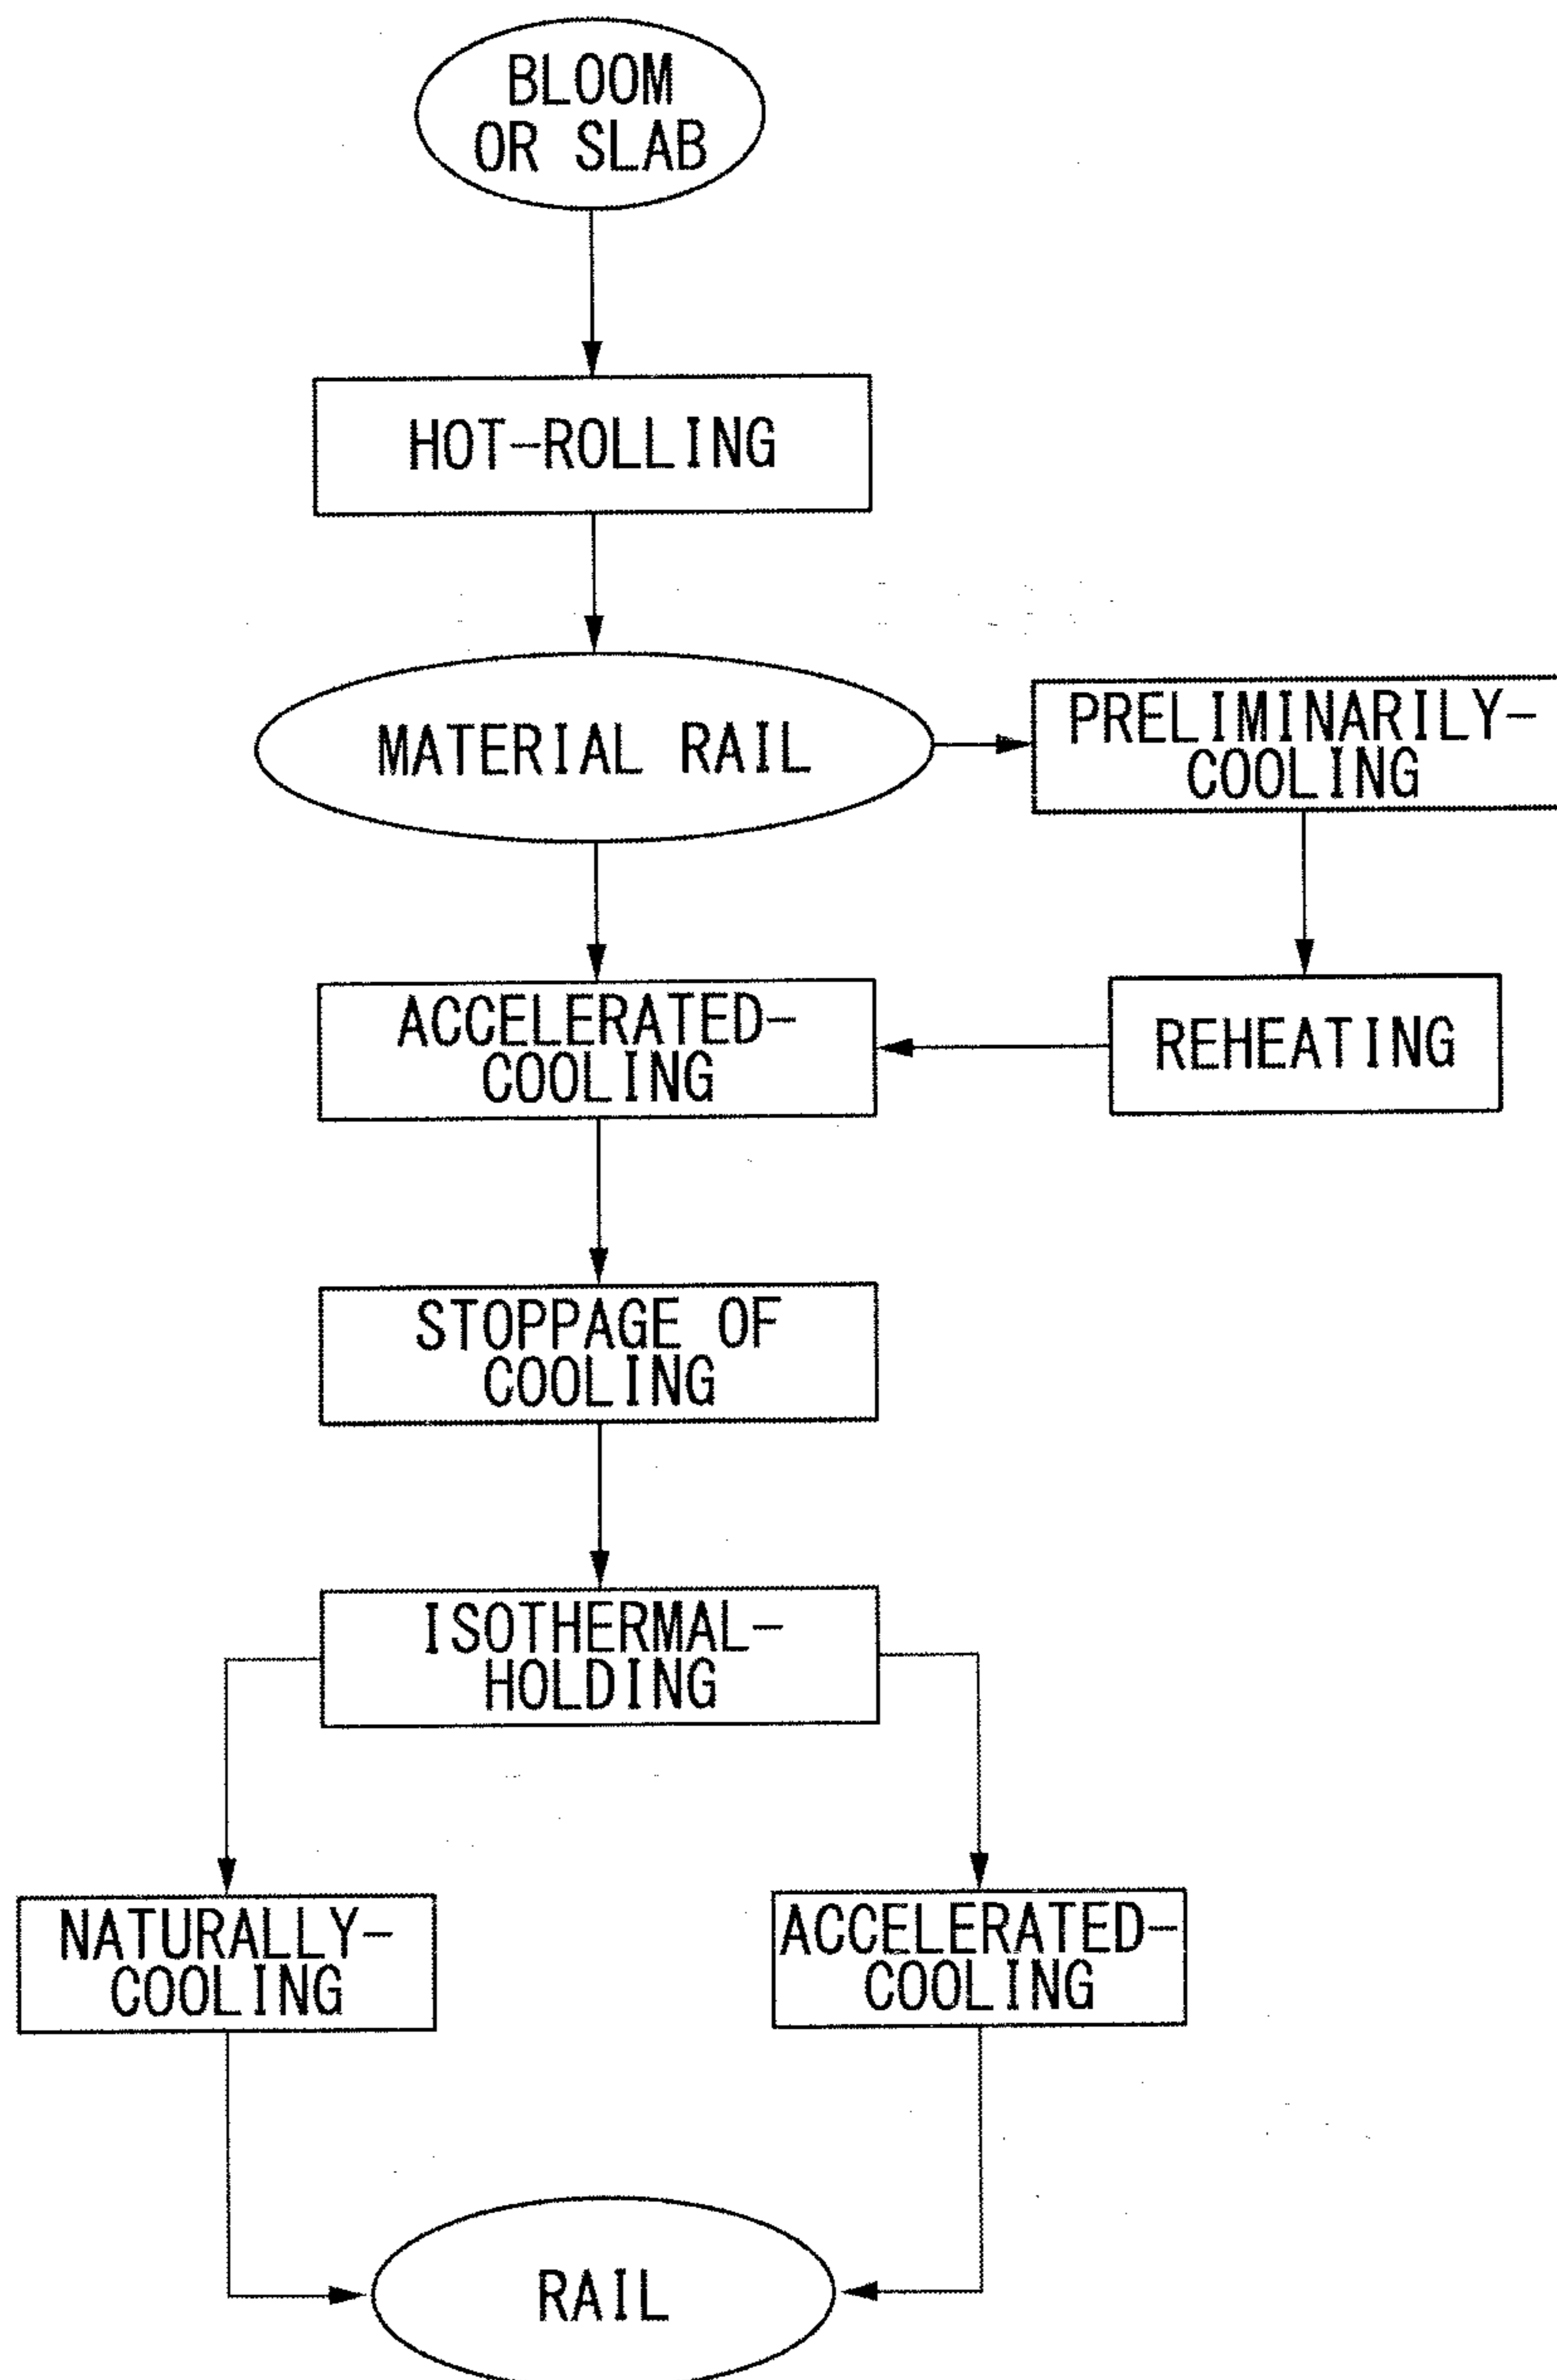 BLOOM
OR SLAB
HOT-ROLLING
MATERIAL RAIL
PRELIMINARILY-
COOLING
ACCELERATED-
COOLING
REHEATING
STOPPAGE OF
COOLING
ISOTHERMAL-
HOLDING
NATURALLY-
COOLING
ACCELERATED-
COOLING
RAIL